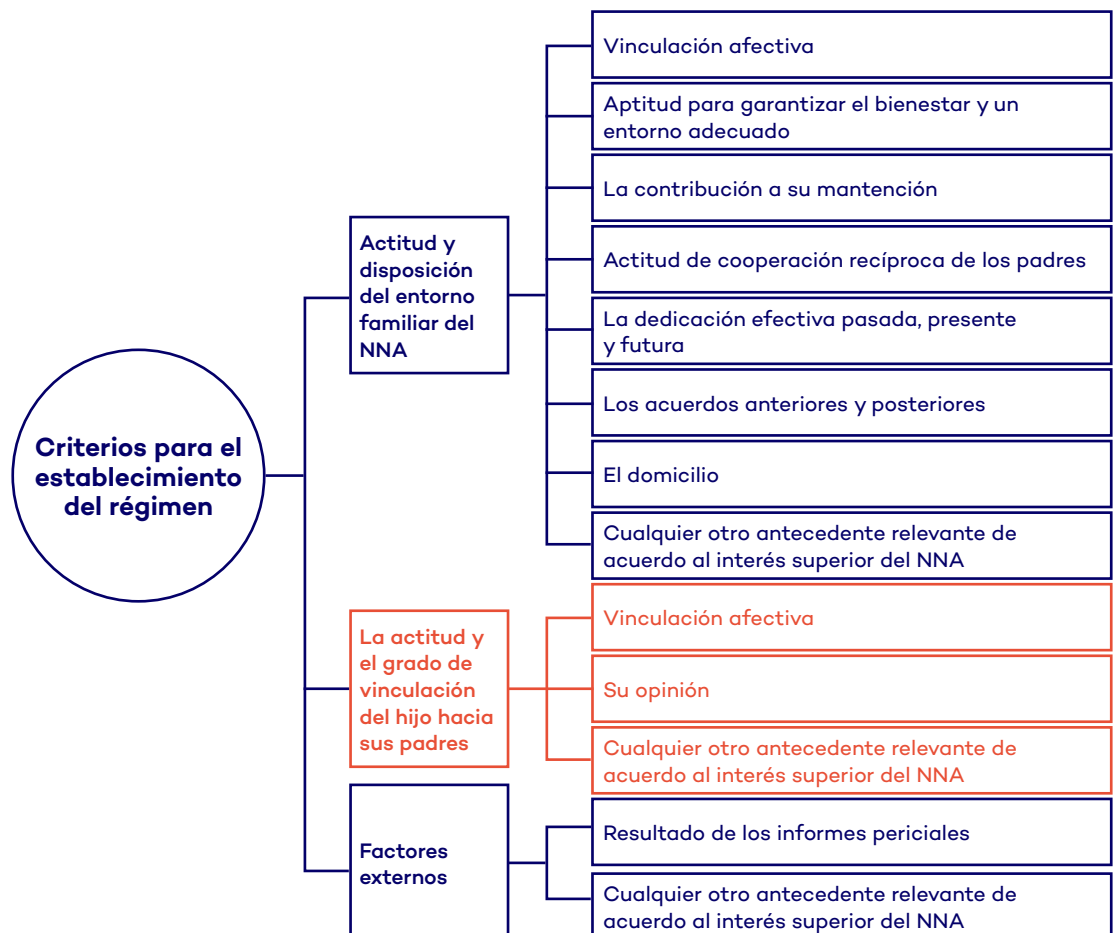 Criterios para el
establecimiento
del régimen
Actitud y
disposición
del entorno
familiar del
NNA
Vinculación afectiva
Aptitud para garantizar el bienestar y un
entorno adecuado
La contribución a su mantención
Actitud de cooperación recíproca de los padres
La dedicación efectiva pasada, presente
y futura
Los acuerdos anteriores y posteriores
El domicilio
Cualquier otro antecedente relevante de
acuerdo al interés superior del NNA
La actitud y
el grado de
vinculación
del hijo hacia
sus padres
Vinculación afectiva
Su opinión
Cualquier otro antecedente relevante de
acuerdo al interés superior del NNA
Factores
externos
Resultado de los informes periciales
Cualquier otro antecedente relevante de
acuerdo al interés superior del NNA